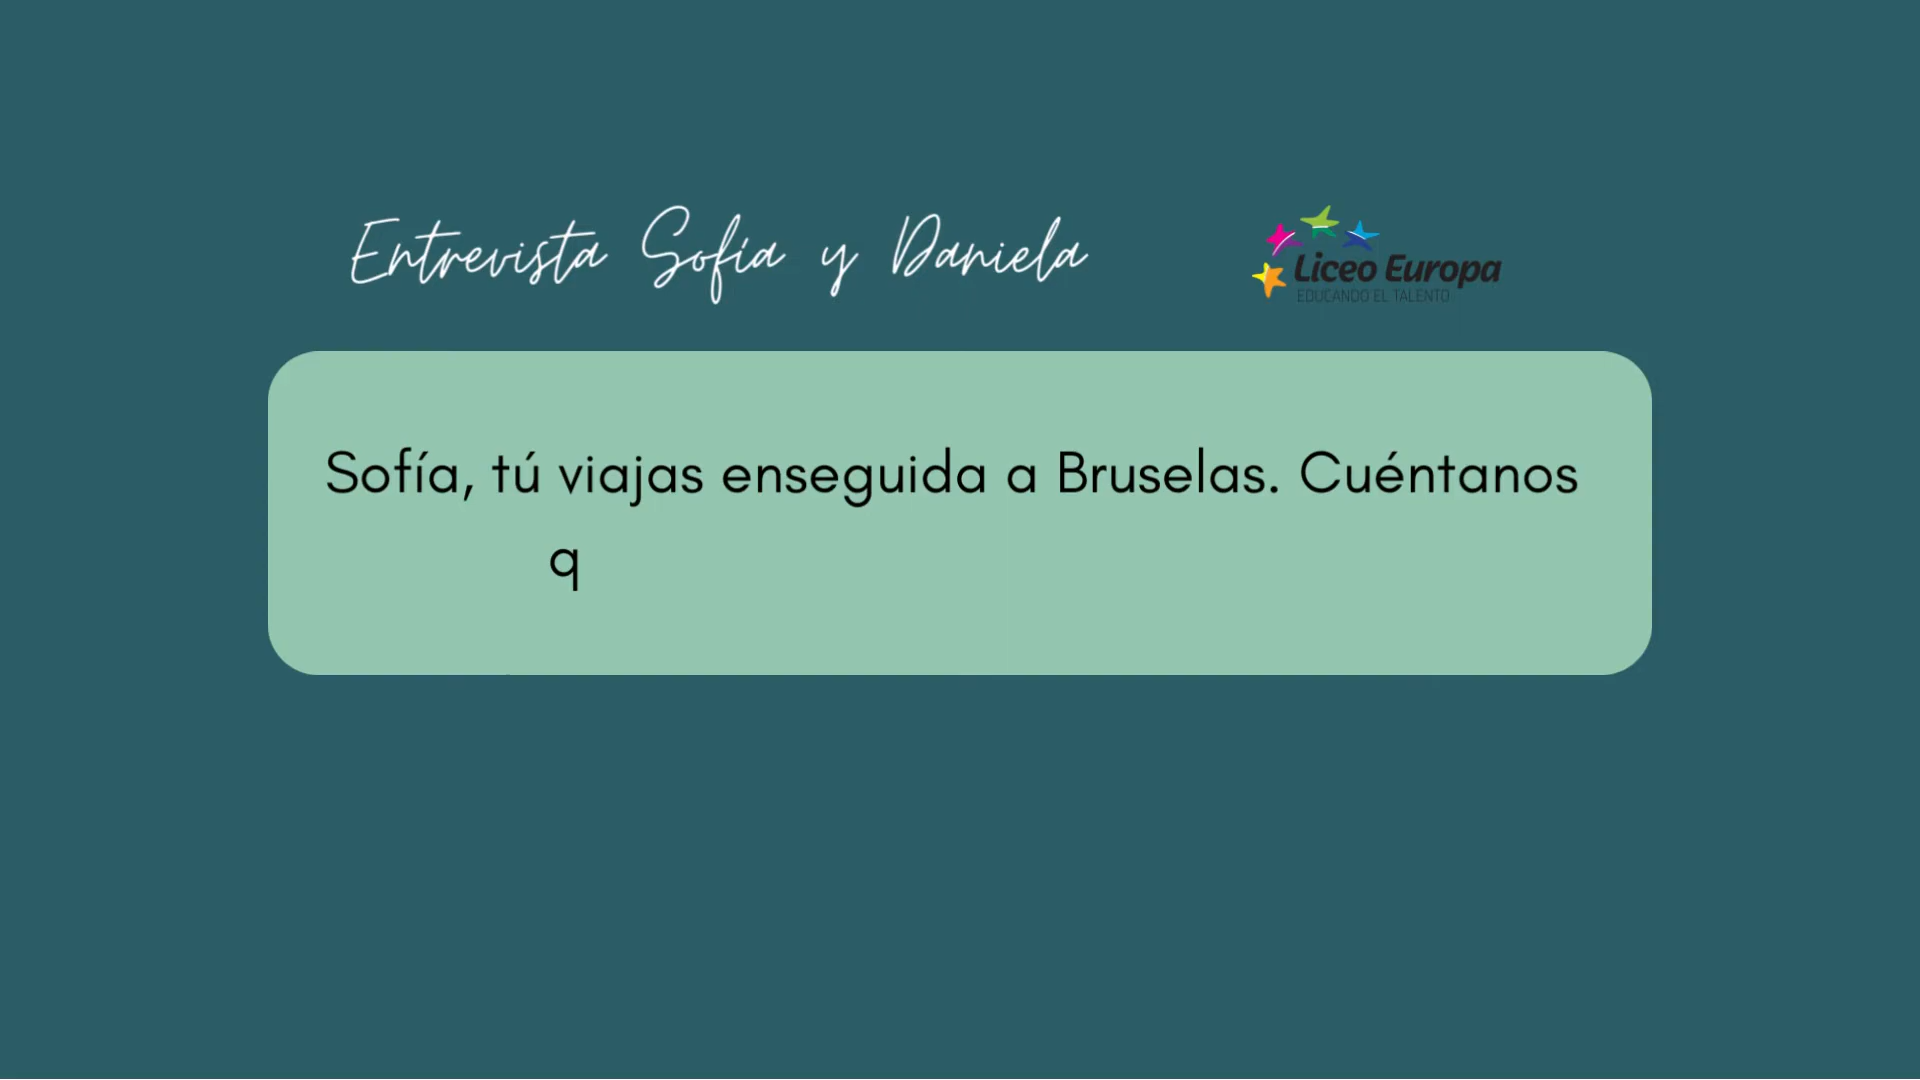 Entrevista Sofía y Daniela
Liceo Europa
EDUCANDO EL TALENTO
Sofía, tú viajas enseguida a Bruselas. Cuéntanos
q